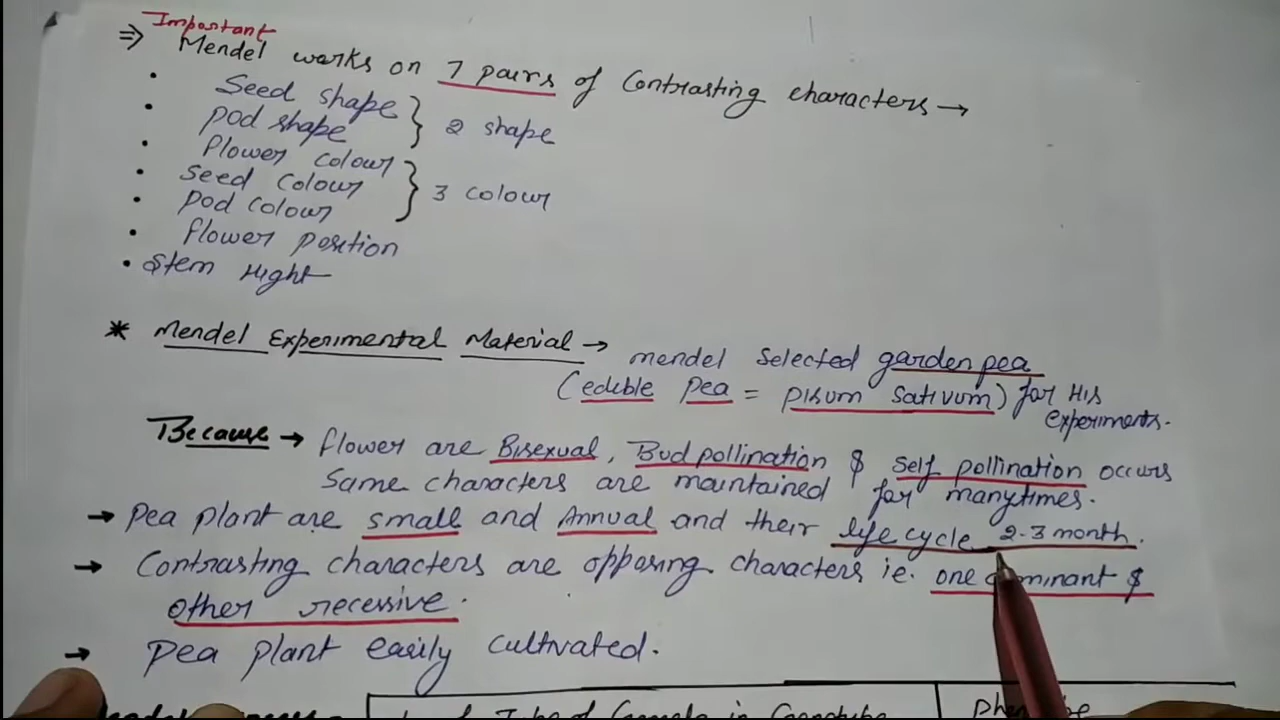 Important
⇒ Mendel works on 7 pairs of Contrasting characters →
• Seed shape } 2 shape
• Pod shape
• Flower colour } 3 colour
• Seed colour
• Pod colour
• flower position
• Stem Hight
* Mendel Experimental Material → mendel selected garden pea
(edible pea = pisum sativum) for His
experiments.
Because → flower are Bisexual, Bud pollination & Self pollination occurs
Same characters are maintained for manytimes.
→ Pea plant are small and Annual and their life cycle 2-3 month.
→ Contrasting characters are opposing characters i.e. one dominant &
other recessive.
→ Pea plant easily cultivated.